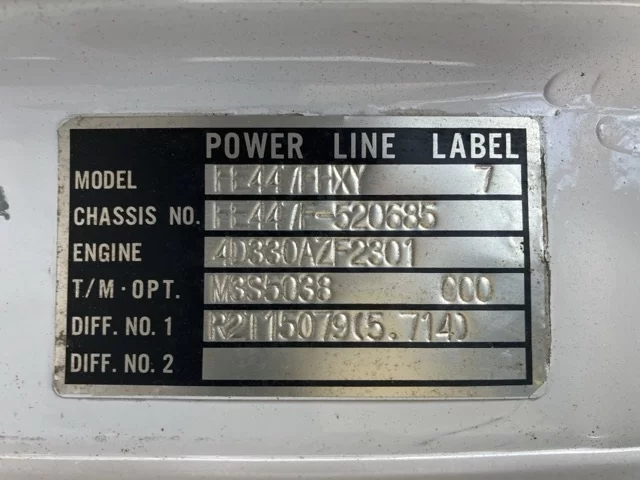 POWER LINE LABEL
MODEL FE447FHXY 7
CHASSIS NO. FE447F-520685
ENGINE 4D330AZF2301
T/M·OPT. M3S5038 000
DIFF. NO. 1 R2T15079(5.714)
DIFF. NO. 2